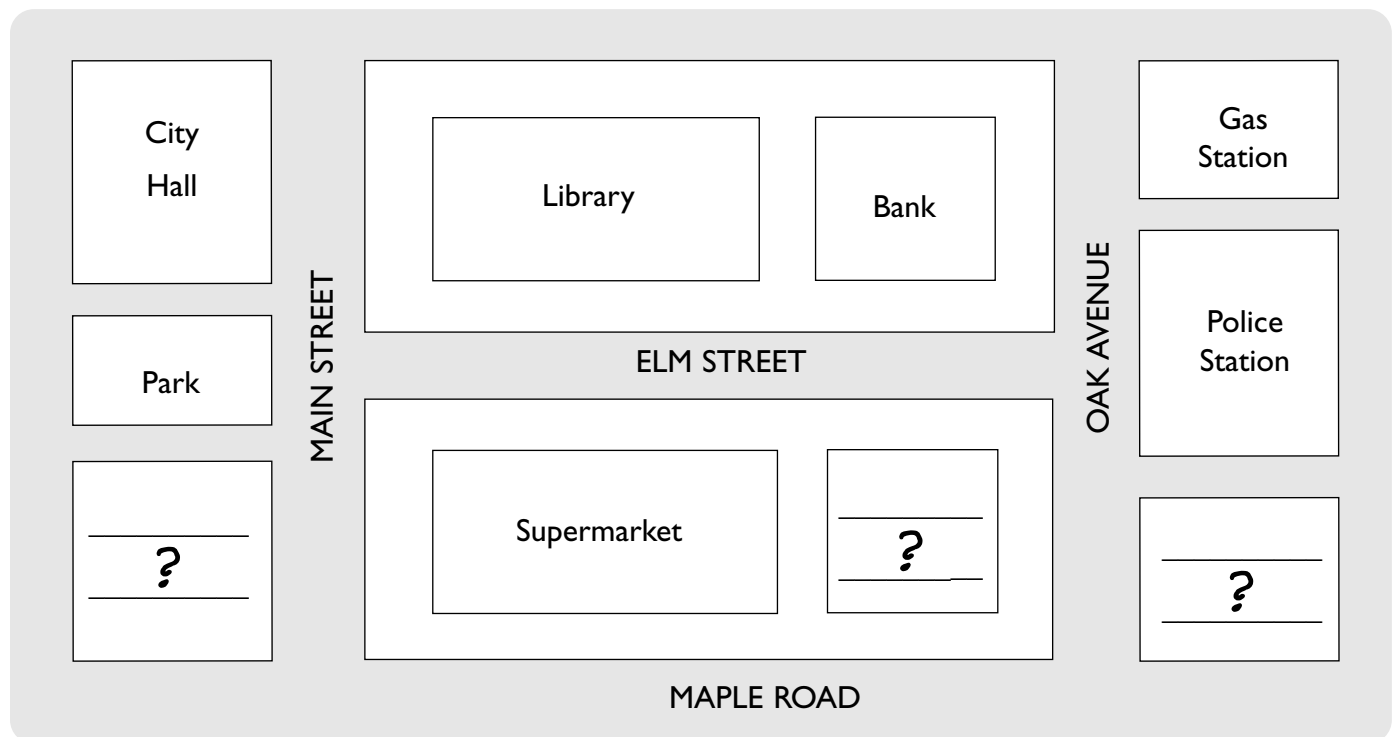 City
Hall
Library
Bank
Gas
Station
MAIN STREET
OAK AVENUE
Police
Station
ELM STREET
Park
Supermarket
?
?
?
MAPLE ROAD